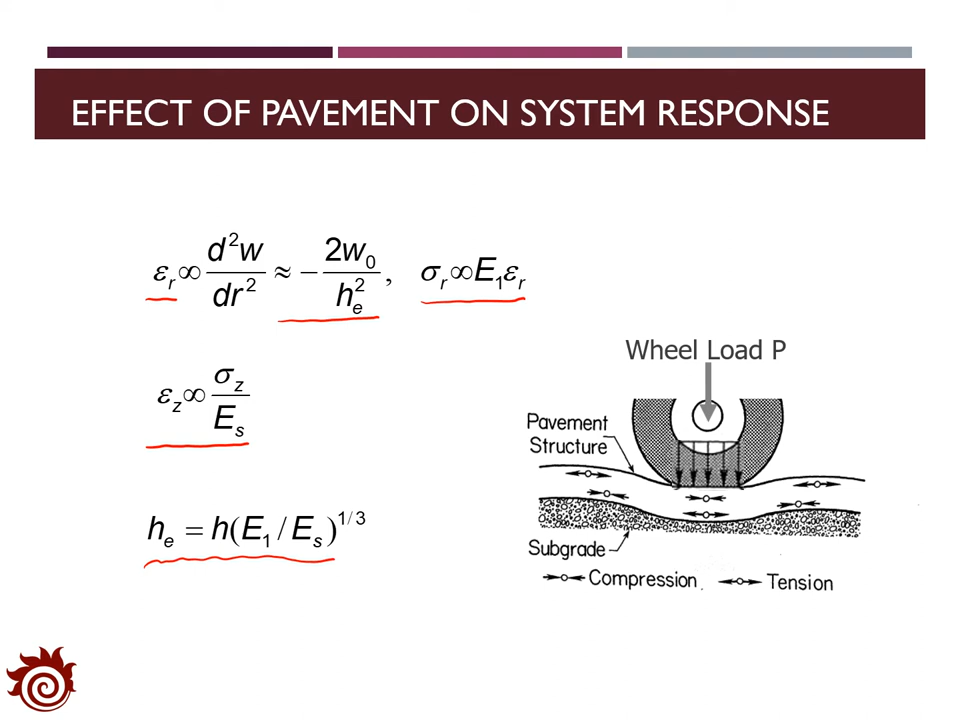 EFFECT OF PAVEMENT ON SYSTEM RESPONSE
ε_r ∞ d²w/dr² ≈ − 2w₀/h_e² , σ_r ∞ E₁ε_r
ε_z ∞ σ_z/E_s
h_e = h(E₁ / E_s)^1/3
Wheel Load P
Pavement
Structure
Subgrade
Compression
Tension